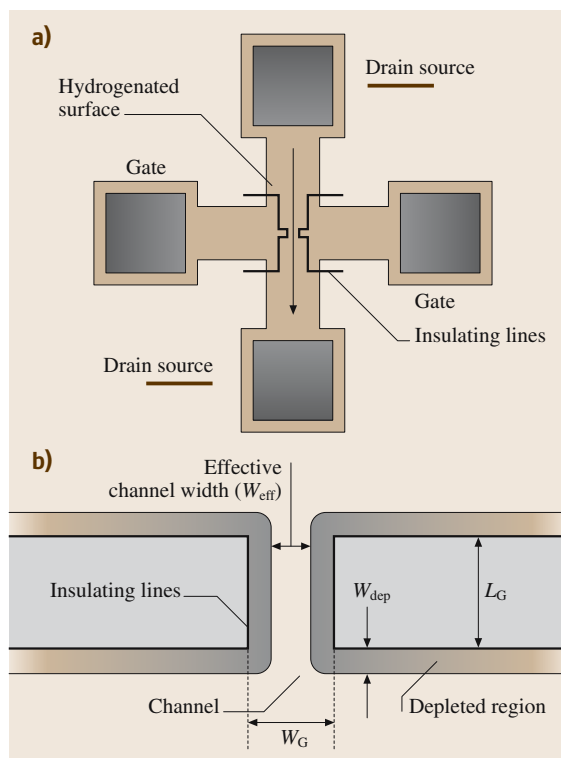 a)
Drain source
Hydrogenated
surface
Gate
Gate
Insulating lines
Drain source
b)
Effective
channel width (Weff)
Insulating lines
Wdep
LG
Channel
Depleted region
WG